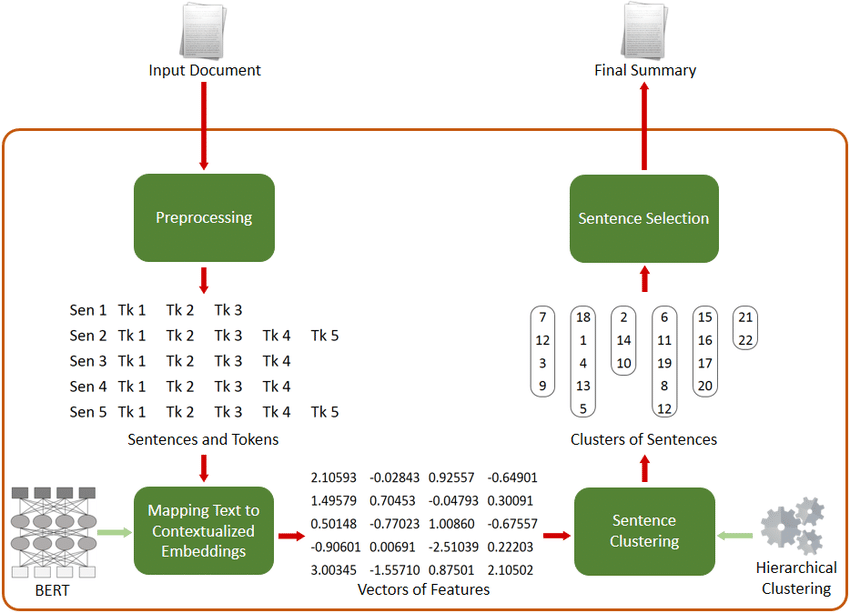 Input Document
Final Summary
Preprocessing
Sentence Selection
Sen 1 Tk 1 Tk 2 Tk 3
Sen 2 Tk 1 Tk 2 Tk 3 Tk 4 Tk 5
Sen 3 Tk 1 Tk 2 Tk 3 Tk 4
Sen 4 Tk 1 Tk 2 Tk 3 Tk 4
Sen 5 Tk 1 Tk 2 Tk 3 Tk 4 Tk 5
Sentences and Tokens
7 18 2 6 15 21
12 1 14 11 16 22
3 4 10 19 17
9 13 8 20
5 12
Clusters of Sentences
Mapping Text to
Contextualized
Embeddings
BERT
2.10593 -0.02843 0.92557 -0.64901
1.49579 0.70453 -0.04793 0.30091
0.50148 -0.77023 1.00860 -0.67557
-0.90601 0.00691 -2.51039 0.22203
3.00345 -1.55710 0.87501 2.10502
Vectors of Features
Sentence
Clustering
Hierarchical
Clustering